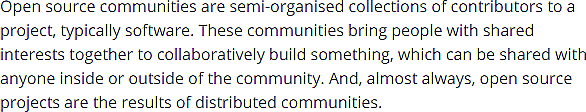 Open source communities are semi-organised collections of contributors to a
project, typically software. These communities bring people with shared
interests together to collaboratively build something, which can be shared with
anyone inside or outside of the community. And, almost always, open source
projects are the results of distributed communities.